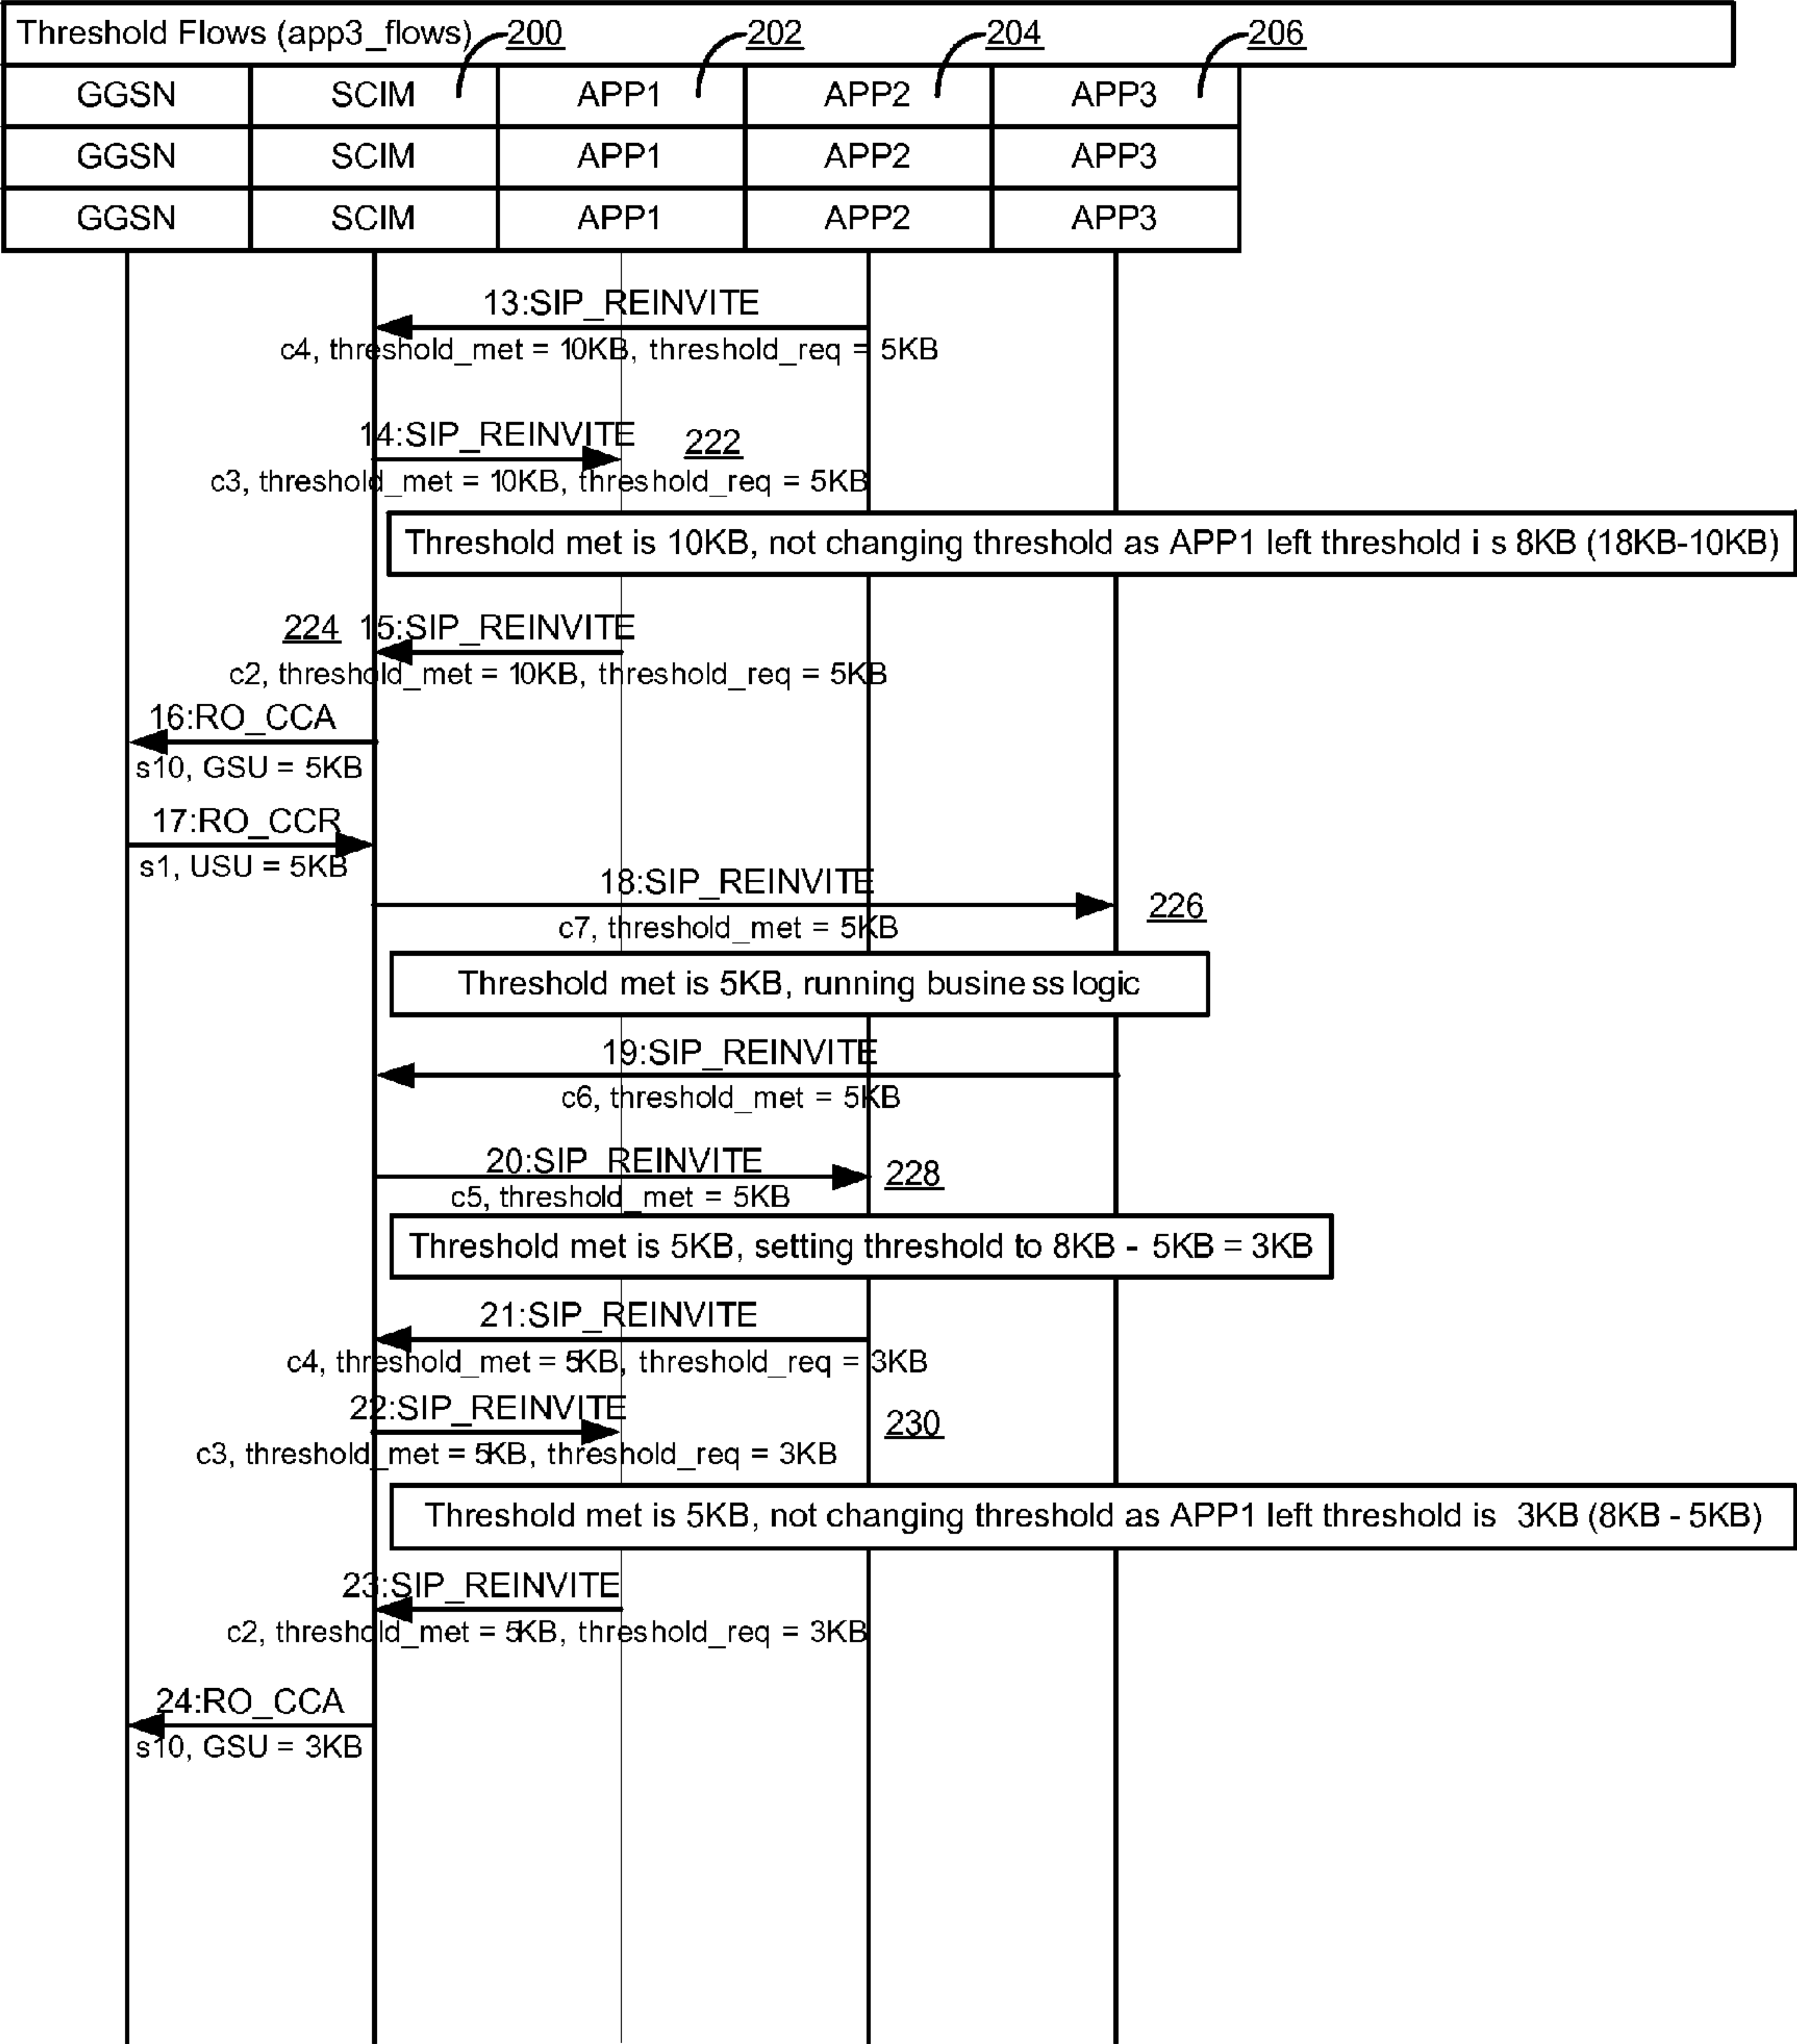 Threshold Flows (app3_flows) 200 202 204 206
GGSN SCIM APP1 APP2 APP3
GGSN SCIM APP1 APP2 APP3
GGSN SCIM APP1 APP2 APP3
13:SIP_REINVITE
c4, threshold_met = 10KB, threshold_req = 5KB
14:SIP_REINVITE 222
c3, threshold_met = 10KB, threshold_req = 5KB
Threshold met is 10KB, not changing threshold as APP1 left threshold i s 8KB (18KB-10KB)
224 15:SIP_REINVITE
c2, threshold_met = 10KB, threshold_req = 5KB
16:RO_CCA
s10, GSU = 5KB
17:RO_CCR
s1, USU = 5KB
18:SIP_REINVITE
226
c7, threshold_met = 5KB
Threshold met is 5KB, running busine ss logic
19:SIP_REINVITE
c6, threshold_met = 5KB
20:SIP_REINVITE 228
c5, threshold_met = 5KB
Threshold met is 5KB, setting threshold to 8KB - 5KB = 3KB
21:SIP_REINVITE
c4, threshold_met = 5KB, threshold_req = 3KB
22:SIP_REINVITE 230
c3, threshold_met = 5KB, threshold_req = 3KB
Threshold met is 5KB, not changing threshold as APP1 left threshold is 3KB (8KB - 5KB)
23:SIP_REINVITE
c2, threshold_met = 5KB, threshold_req = 3KB
24:RO_CCA
s10, GSU = 3KB